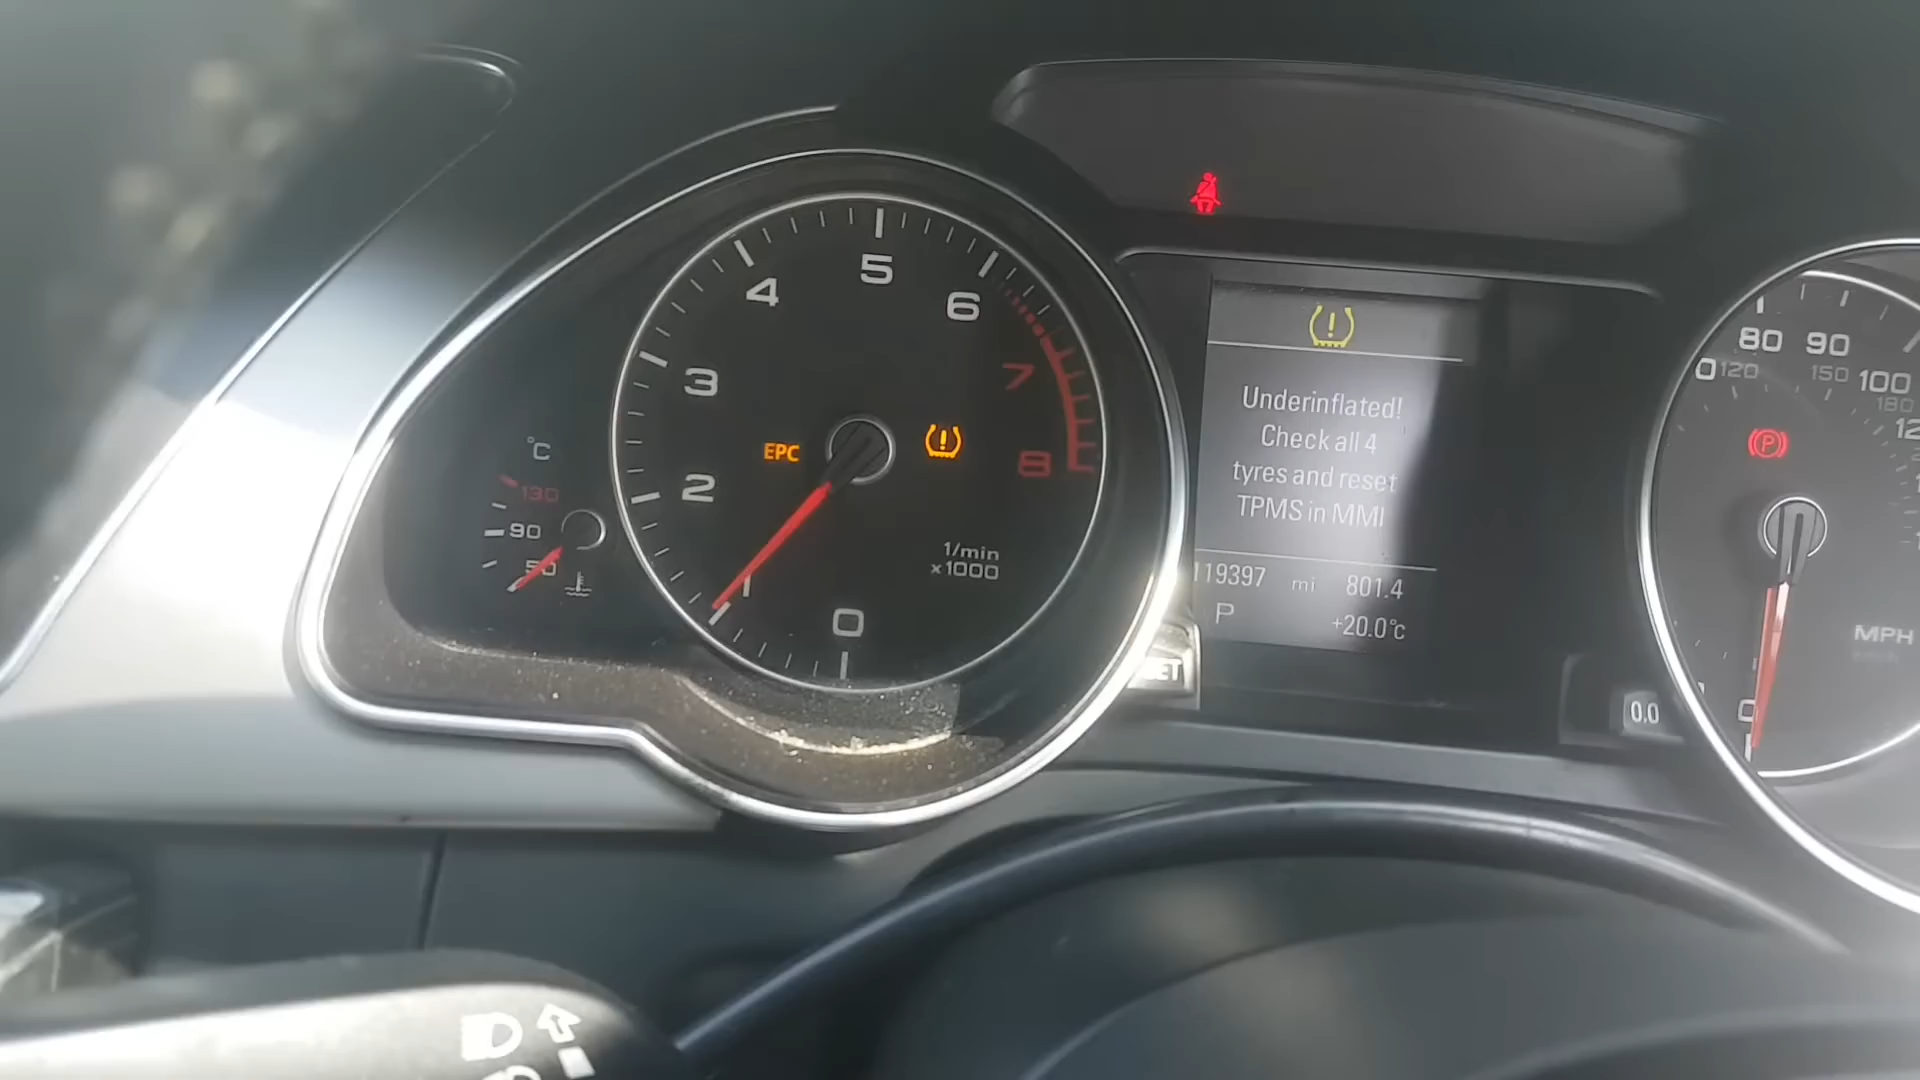 °C
130
90
50
0
1
2
3
4
5
6
7
8
EPC
1/min
x1000
Underinflated!
Check all 4
tyres and reset
TPMS in MMI
119397 mi 801.4
P +20.0°C
0.0
80 90 100
120 150 180
P
MPH
0